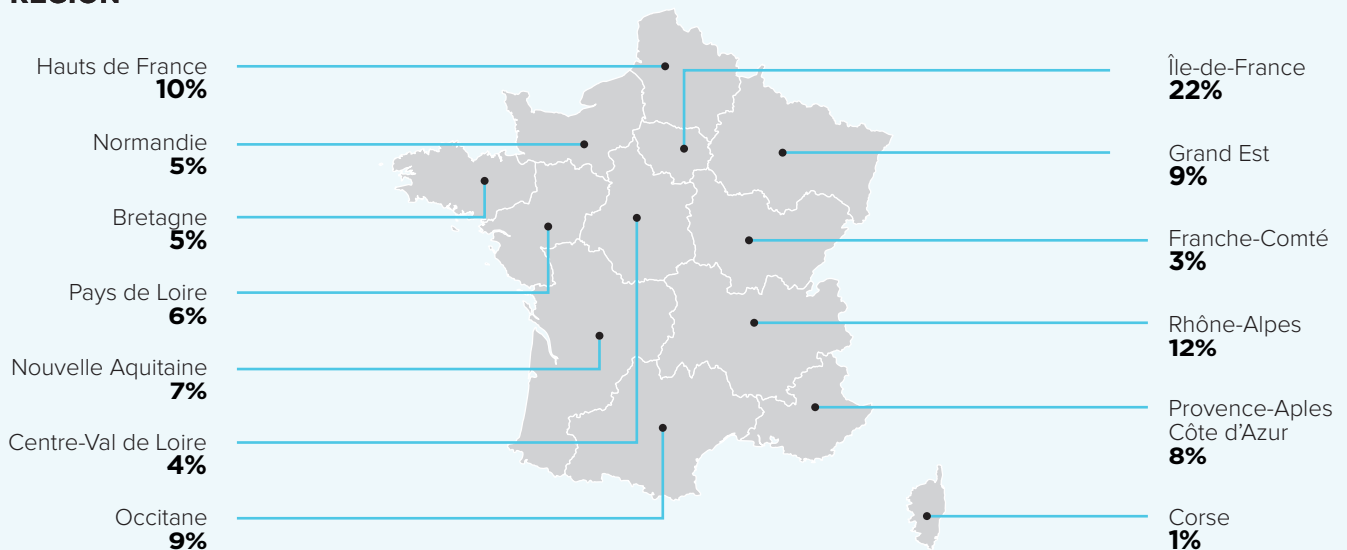 RÉGION
Hauts de France
10%
Normandie
5%
Bretagne
5%
Pays de Loire
6%
Nouvelle Aquitaine
7%
Centre-Val de Loire
4%
Occitane
9%
Île-de-France
22%
Grand Est
9%
Franche-Comté
3%
Rhône-Alpes
12%
Provence-Aples
Côte d'Azur
8%
Corse
1%